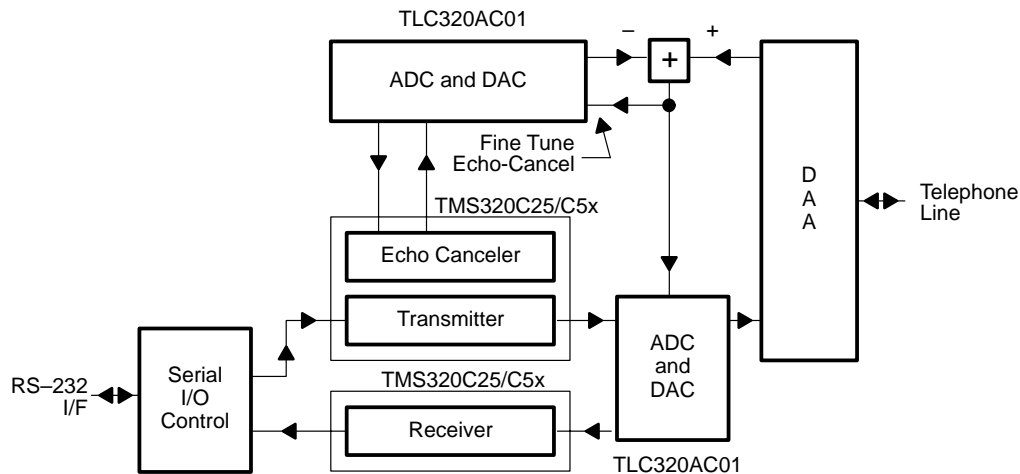 TLC320AC01
– +
ADC and DAC
+
Fine Tune
Echo-Cancel
D
A
A
Telephone
Line
TMS320C25/C5x
Echo Canceler
Transmitter
ADC
and
DAC
RS–232
I/F
Serial
I/O
Control
TMS320C25/C5x
Receiver
TLC320AC01